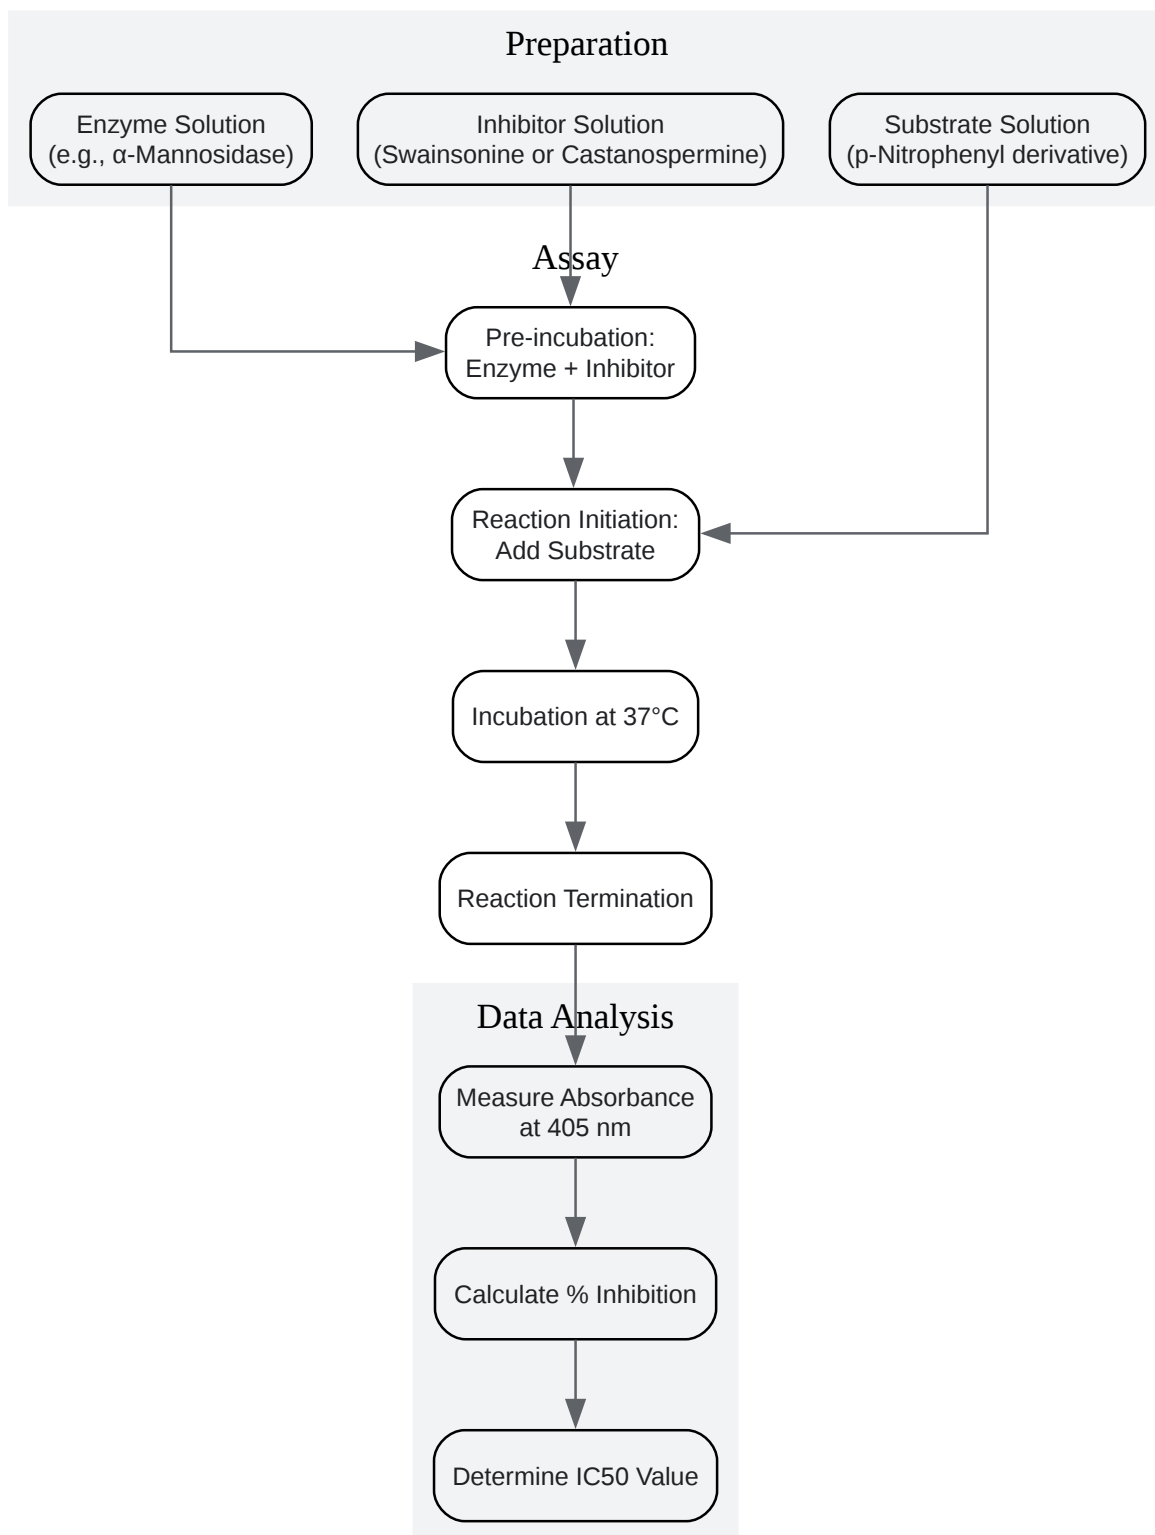 Preparation
Enzyme Solution
(e.g., α-Mannosidase)
Inhibitor Solution
(Swainsonine or Castanospermine)
Substrate Solution
(p-Nitrophenyl derivative)
Assay
Pre-incubation:
Enzyme + Inhibitor
Reaction Initiation:
Add Substrate
Incubation at 37°C
Reaction Termination
Data Analysis
Measure Absorbance
at 405 nm
Calculate % Inhibition
Determine IC50 Value